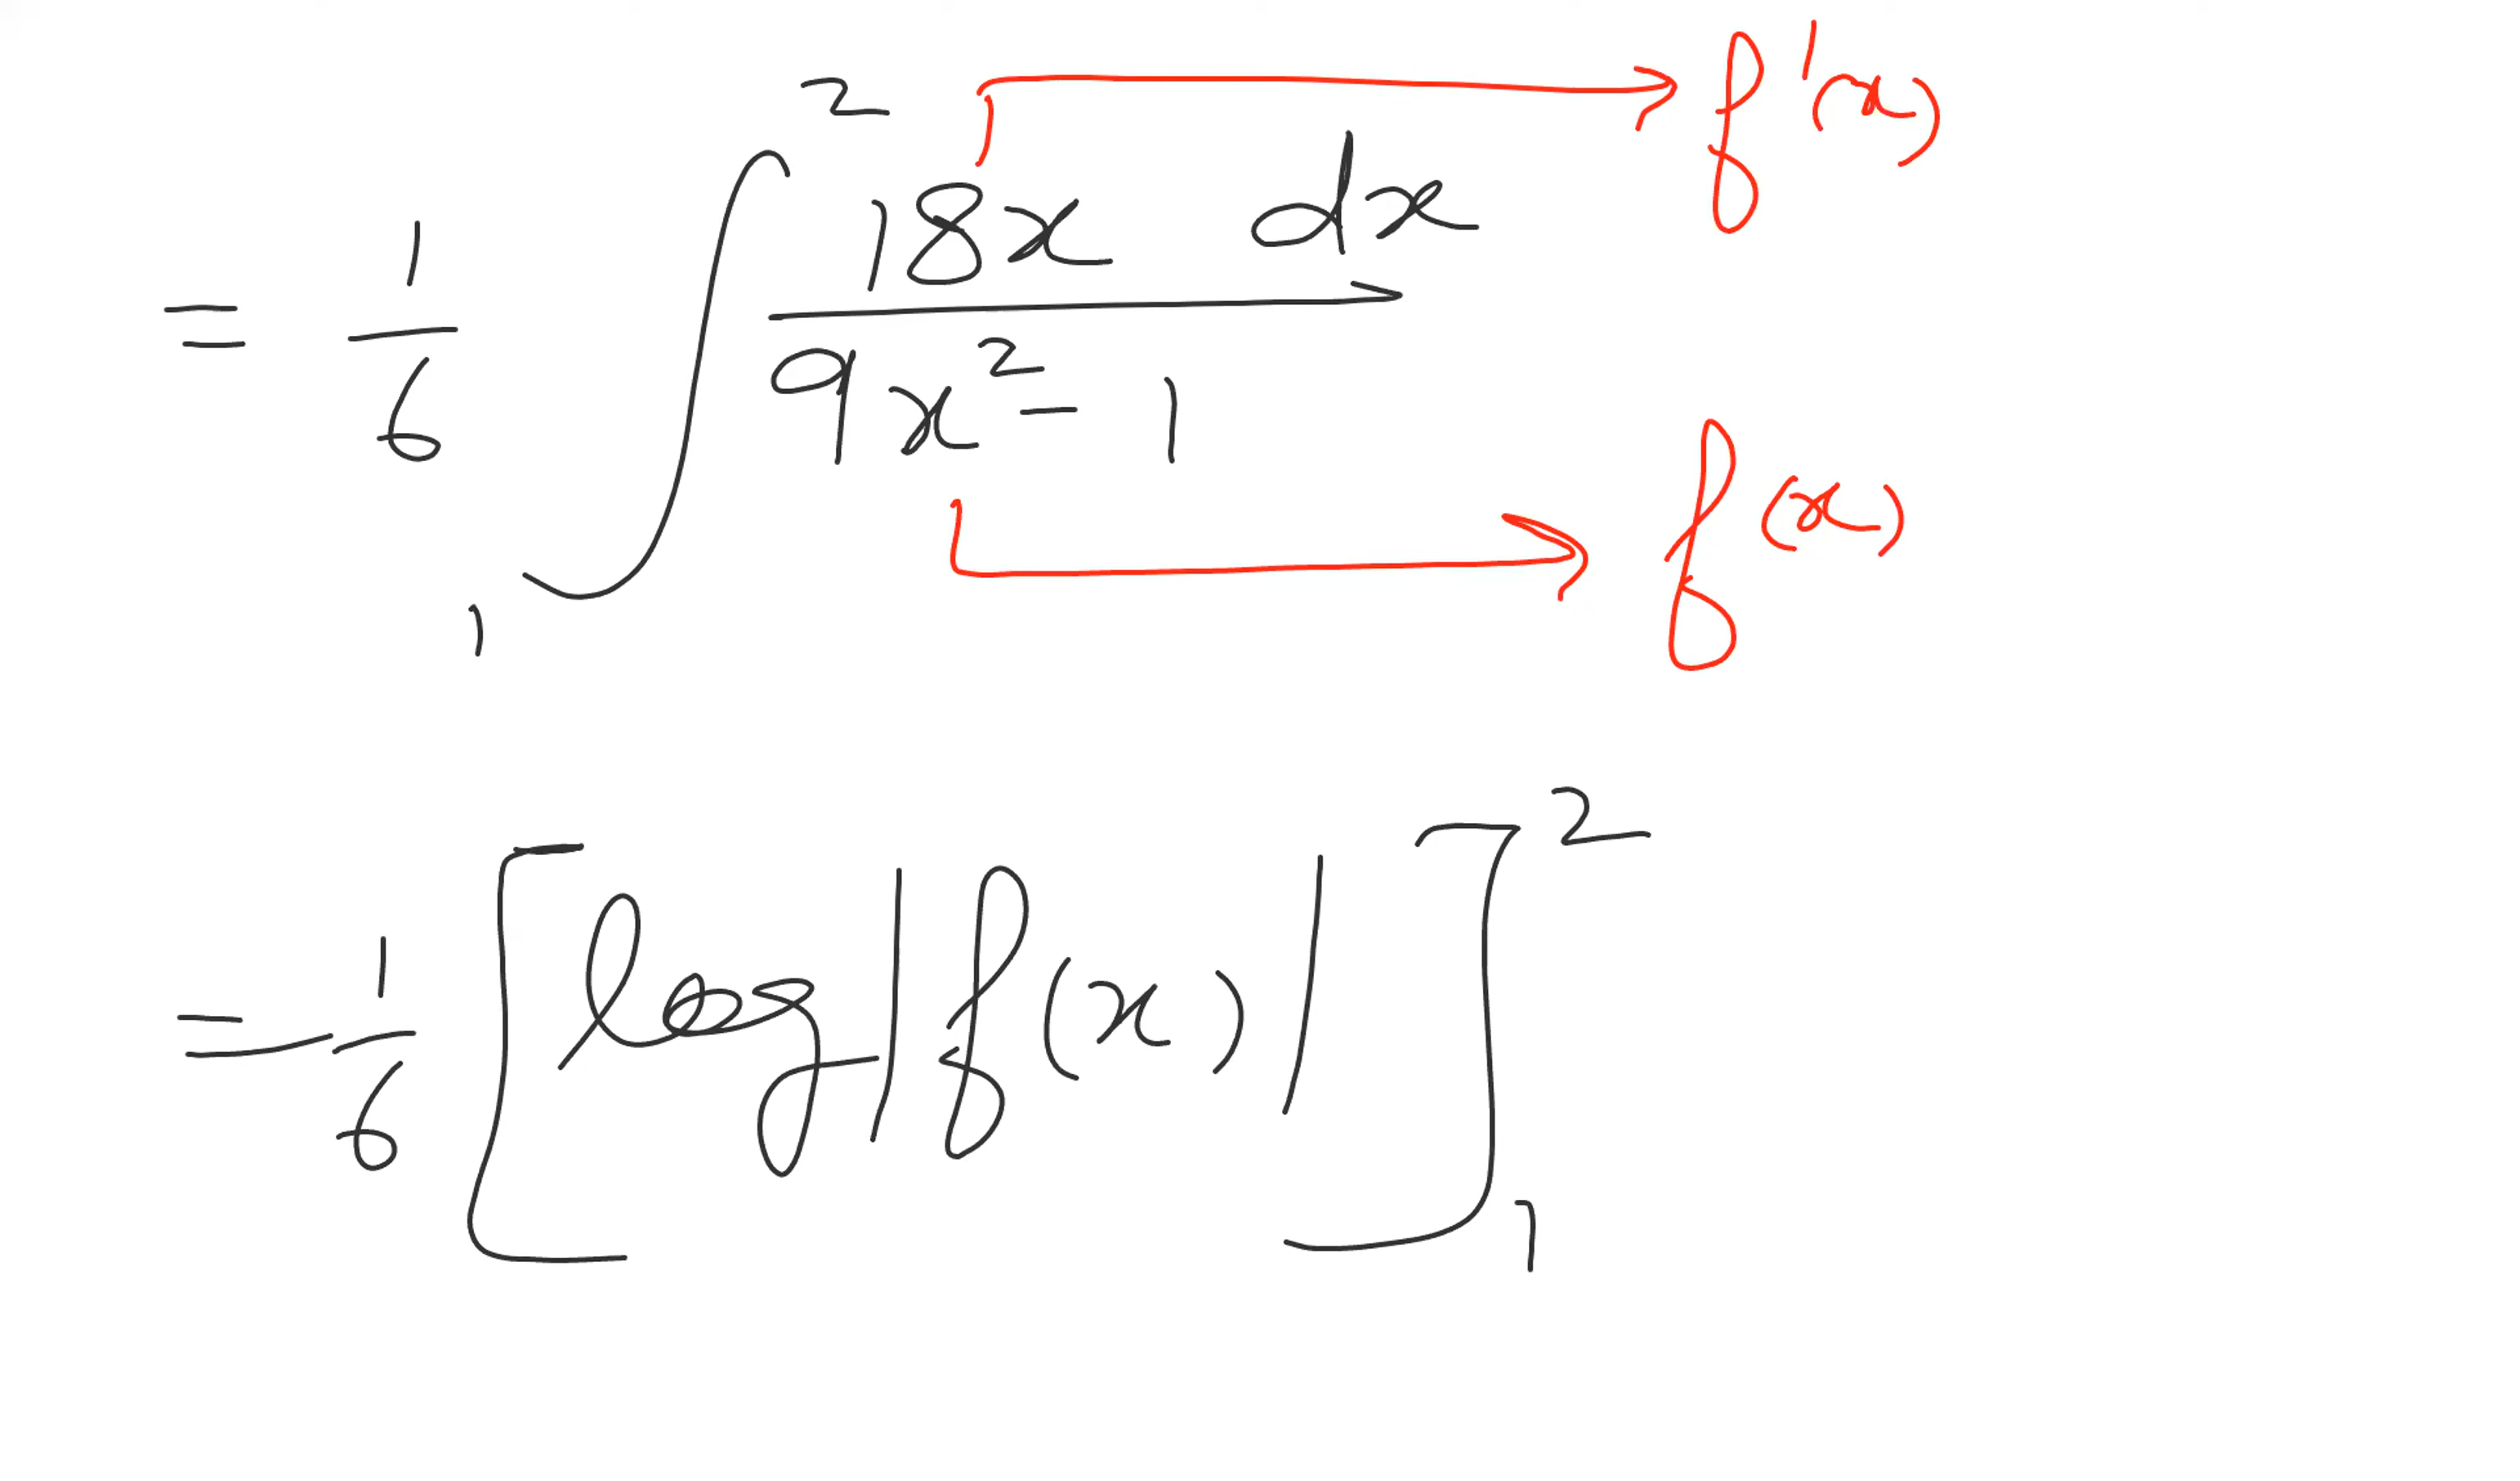 = 1/6 ∫₁² 18x dx / 9x² − 1
f'(x)
f(x)
= 1/6 [log |f(x)|]₁²